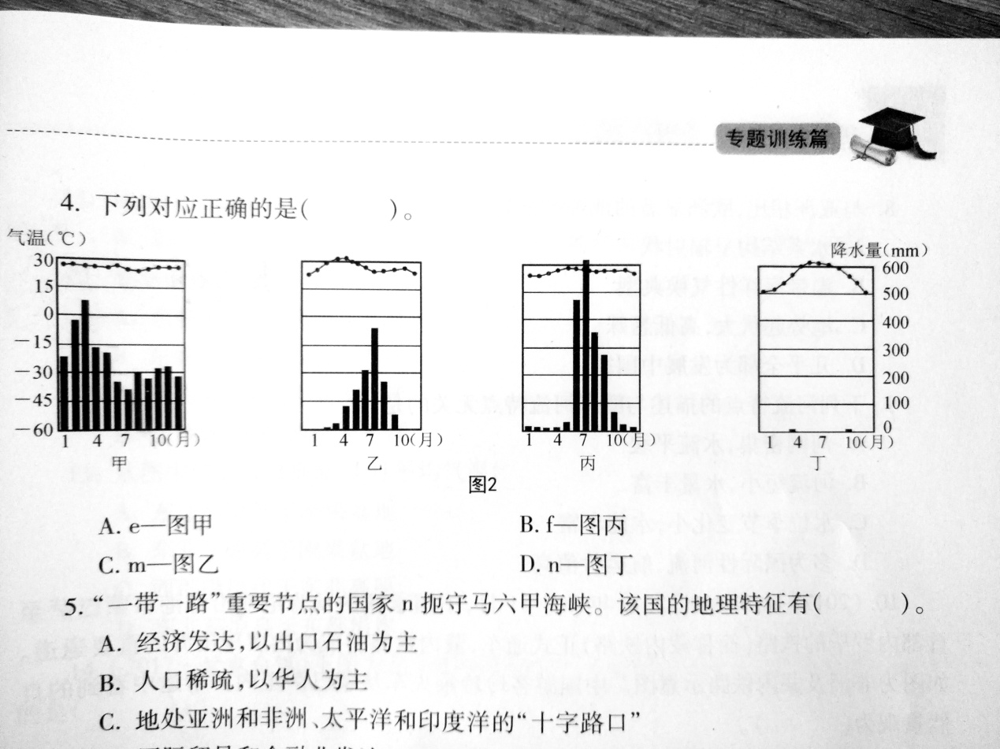 专题训练篇
4. 下列对应正确的是(　　)。
气温(℃)
降水量(mm)
30
15
0
-15
-30
-45
-60
600
500
400
300
200
100
0
1 4 7 10(月)
1 4 7 10(月)
1 4 7 10(月)
1 4 7 10(月)
甲
乙
丙
丁
图2
A. e—图甲
B. f—图丙
C. m—图乙
D. n—图丁
5. “一带一路”重要节点的国家 n 扼守马六甲海峡。该国的地理特征有(　　)。
A. 经济发达,以出口石油为主
B. 人口稀疏,以华人为主
C. 地处亚洲和非洲、太平洋和印度洋的“十字路口”